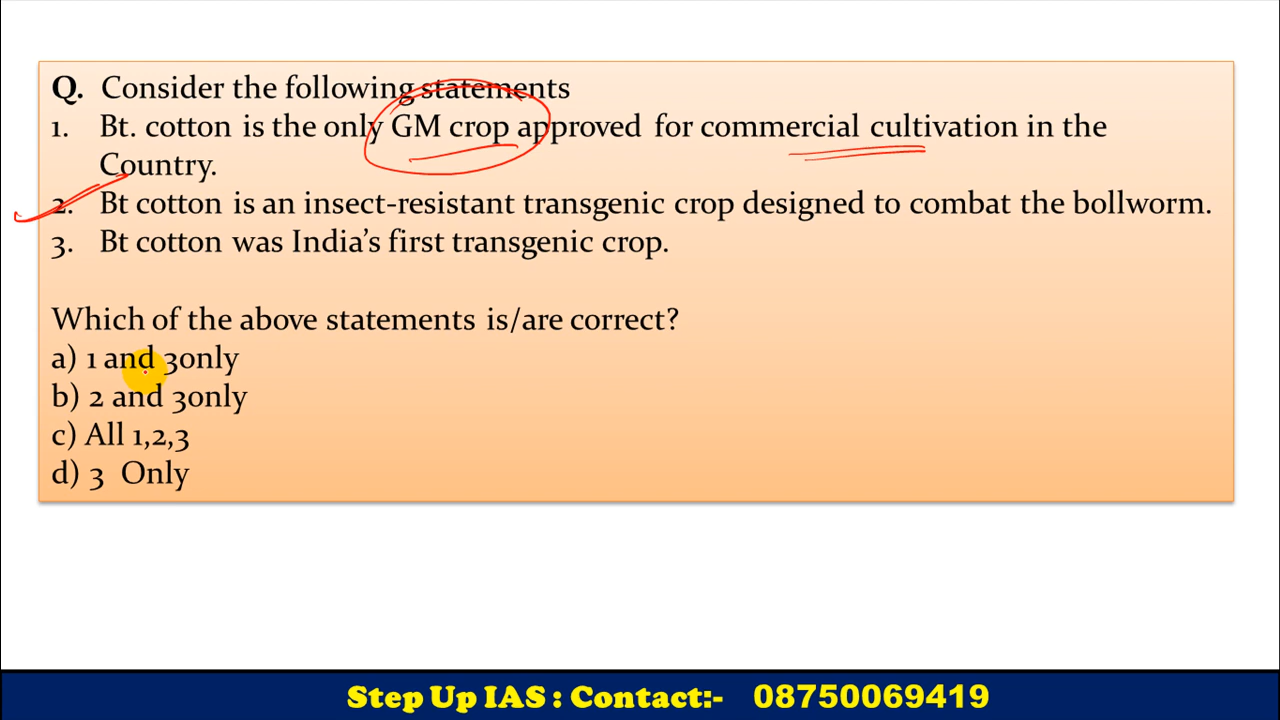 Q. Consider the following statements
1. Bt. cotton is the only GM crop approved for commercial cultivation in the
Country.
2. Bt cotton is an insect-resistant transgenic crop designed to combat the bollworm.
3. Bt cotton was India's first transgenic crop.
Which of the above statements is/are correct?
a) 1 and 3only
b) 2 and 3only
c) All 1,2,3
d) 3 Only
Step Up IAS : Contact:- 08750069419